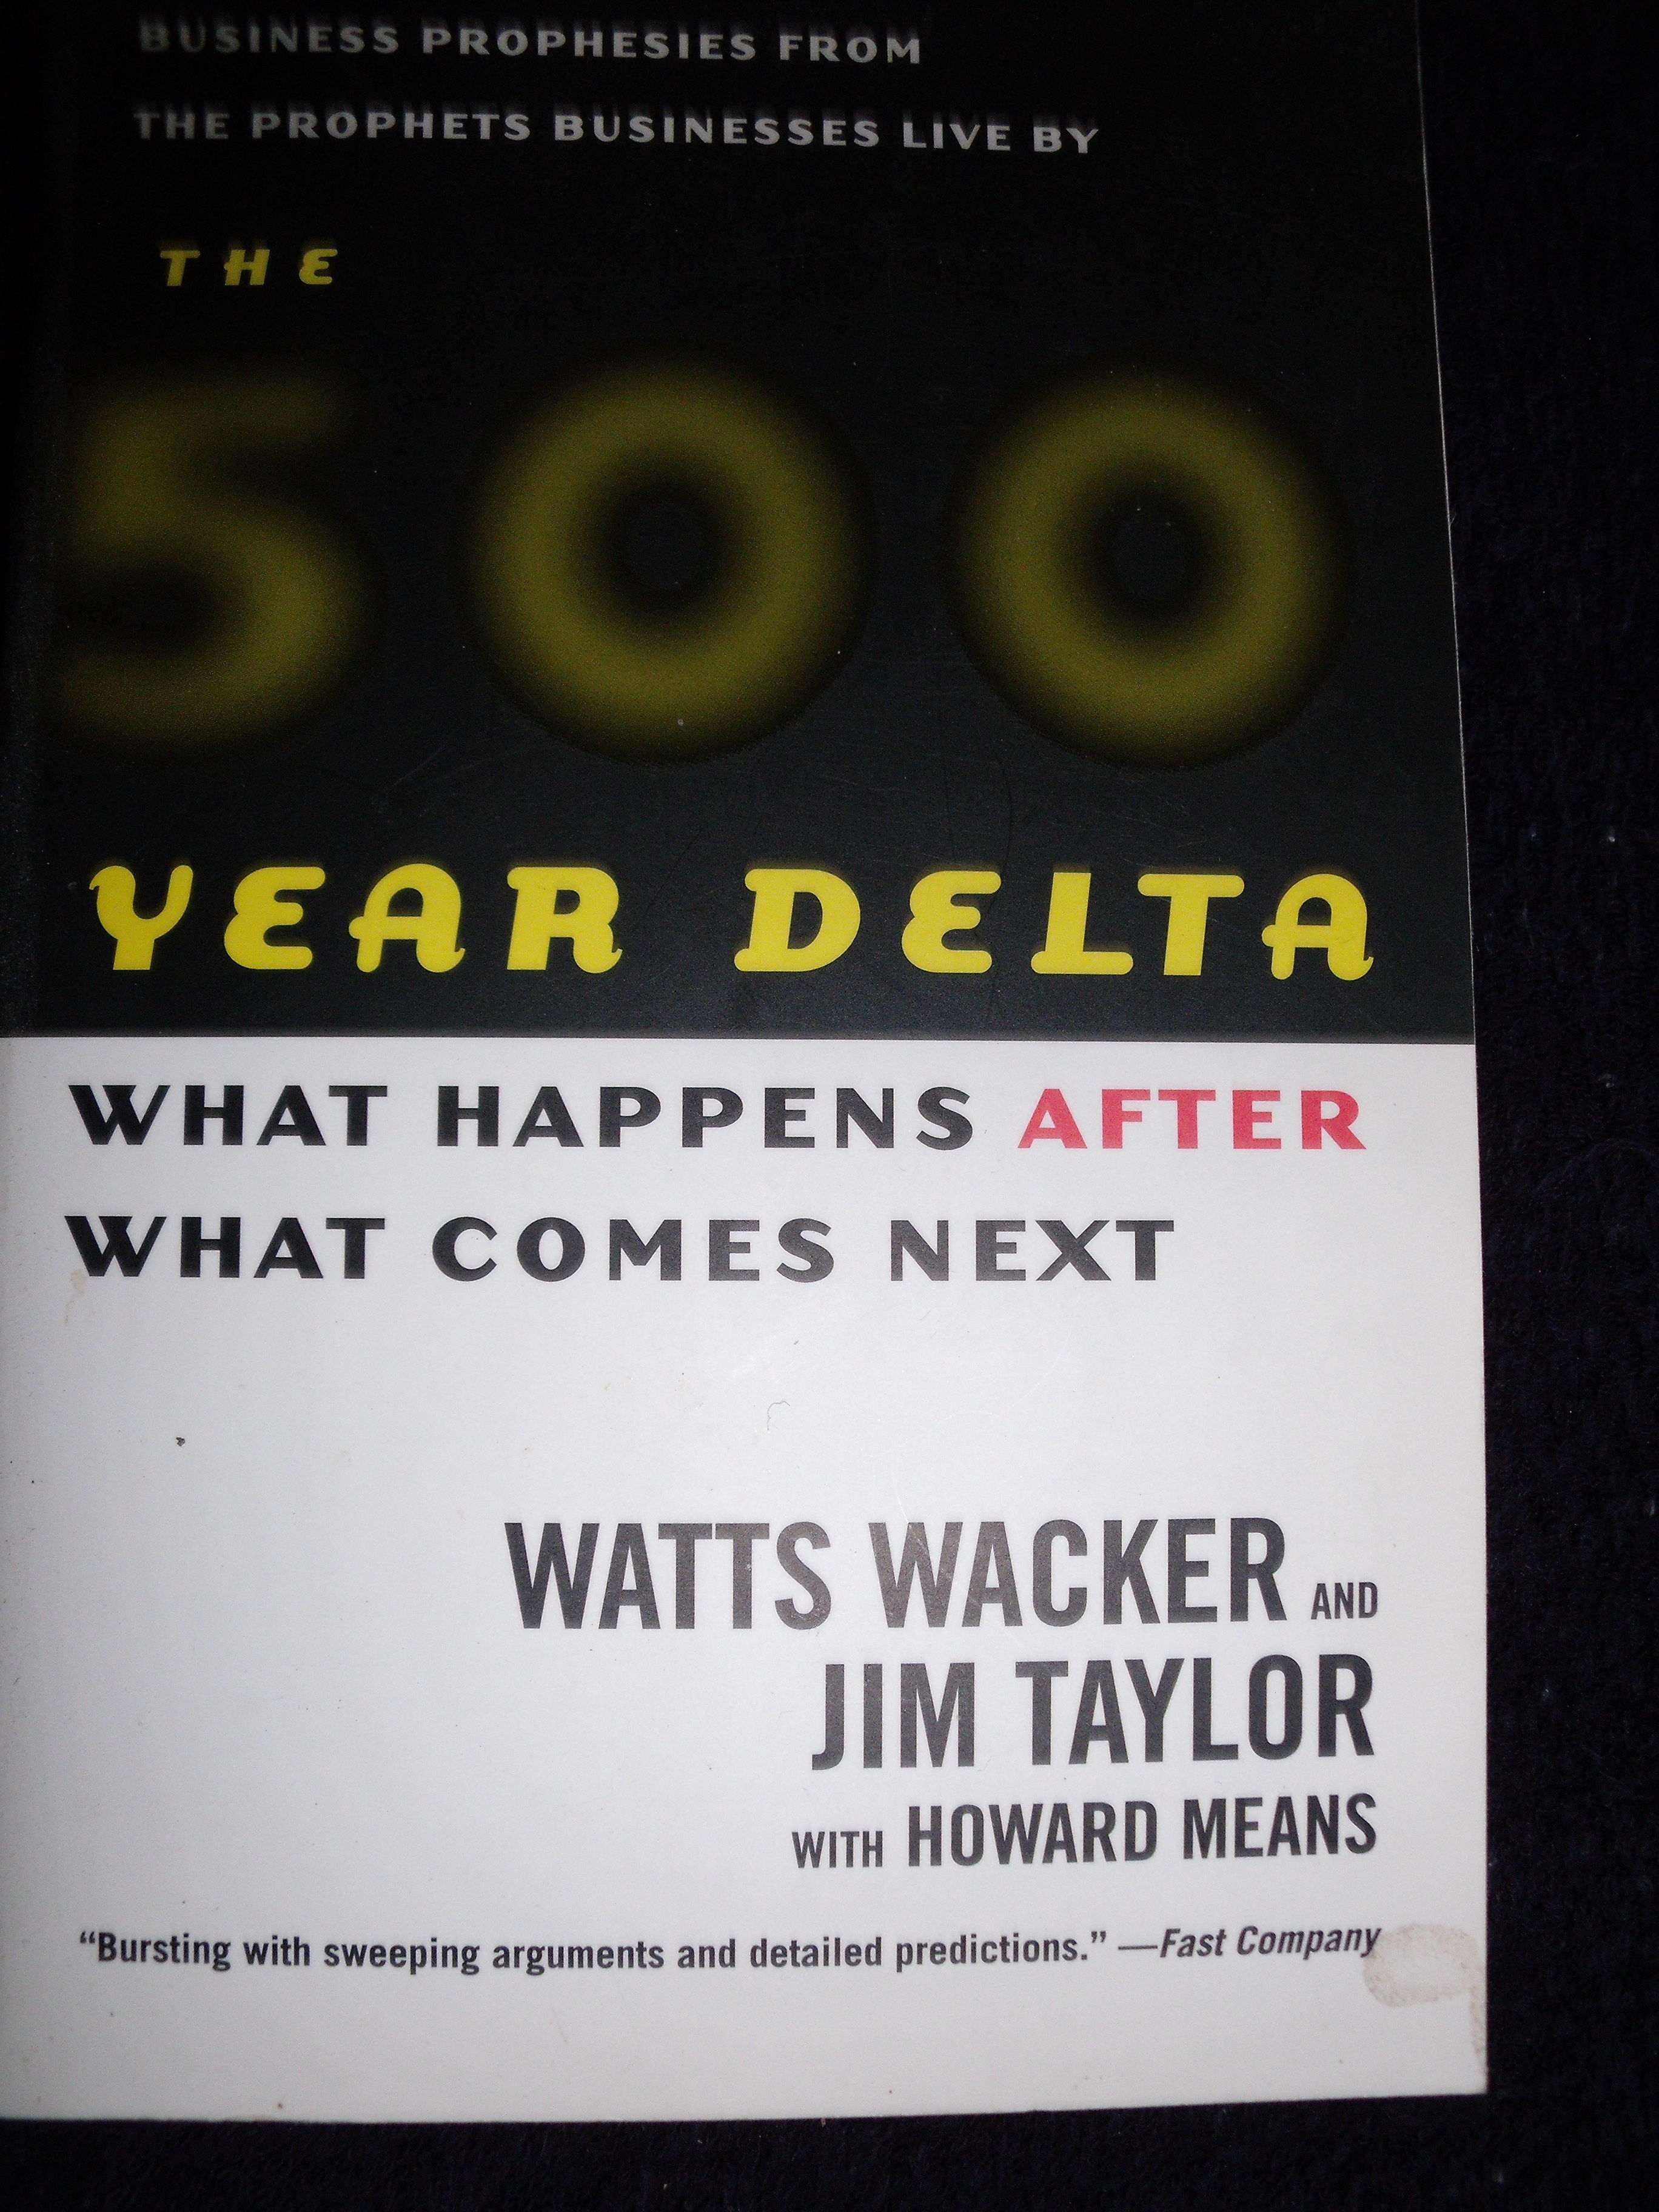 BUSINESS PROPHESIES FROM
THE PROPHETS BUSINESSES LIVE BY
THE
500
YEAR DELTA
WHAT HAPPENS AFTER
WHAT COMES NEXT
WATTS WACKER AND
JIM TAYLOR
WITH HOWARD MEANS
“Bursting with sweeping arguments and detailed predictions.” —Fast Company